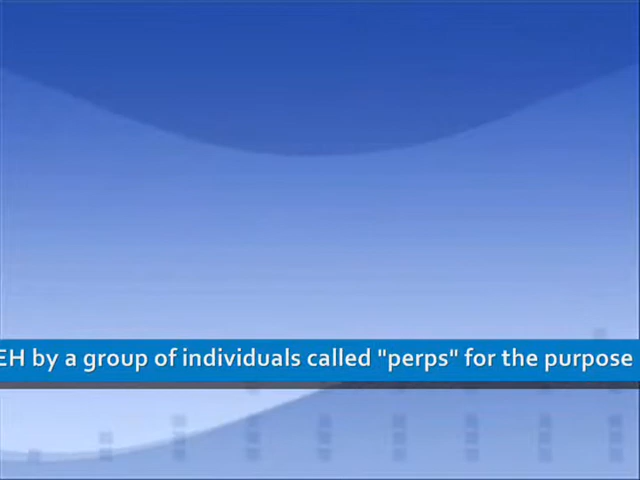 EH by a group of individuals called "perps" for the purpose